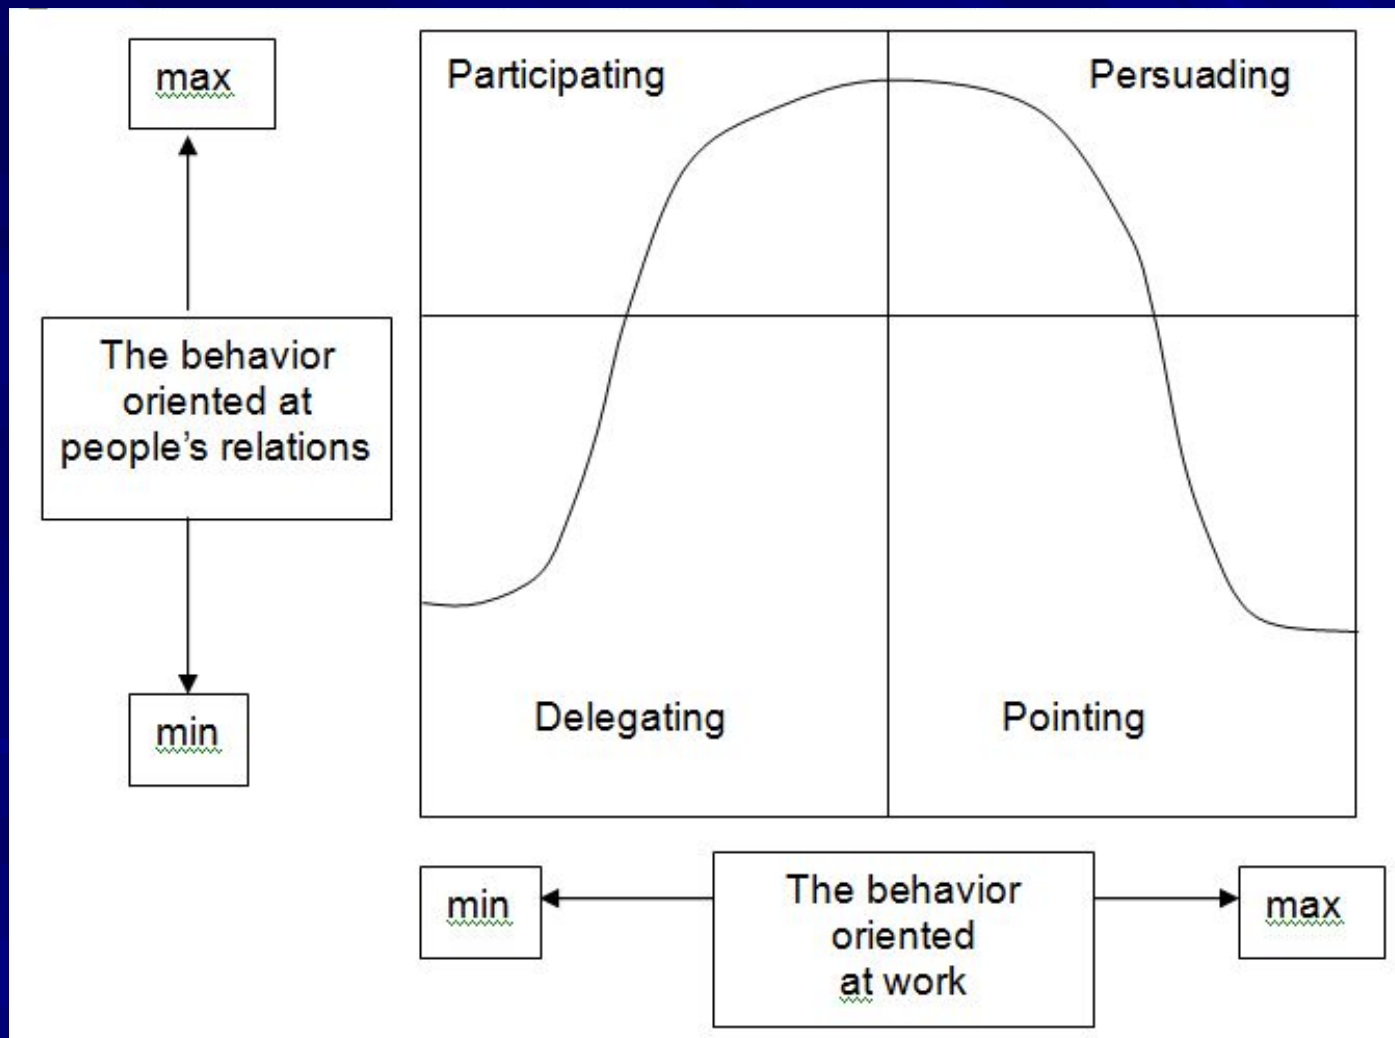 max
Participating
Persuading
The behavior
oriented at
people's relations
min
Delegating
Pointing
min
The behavior
oriented
at work
max